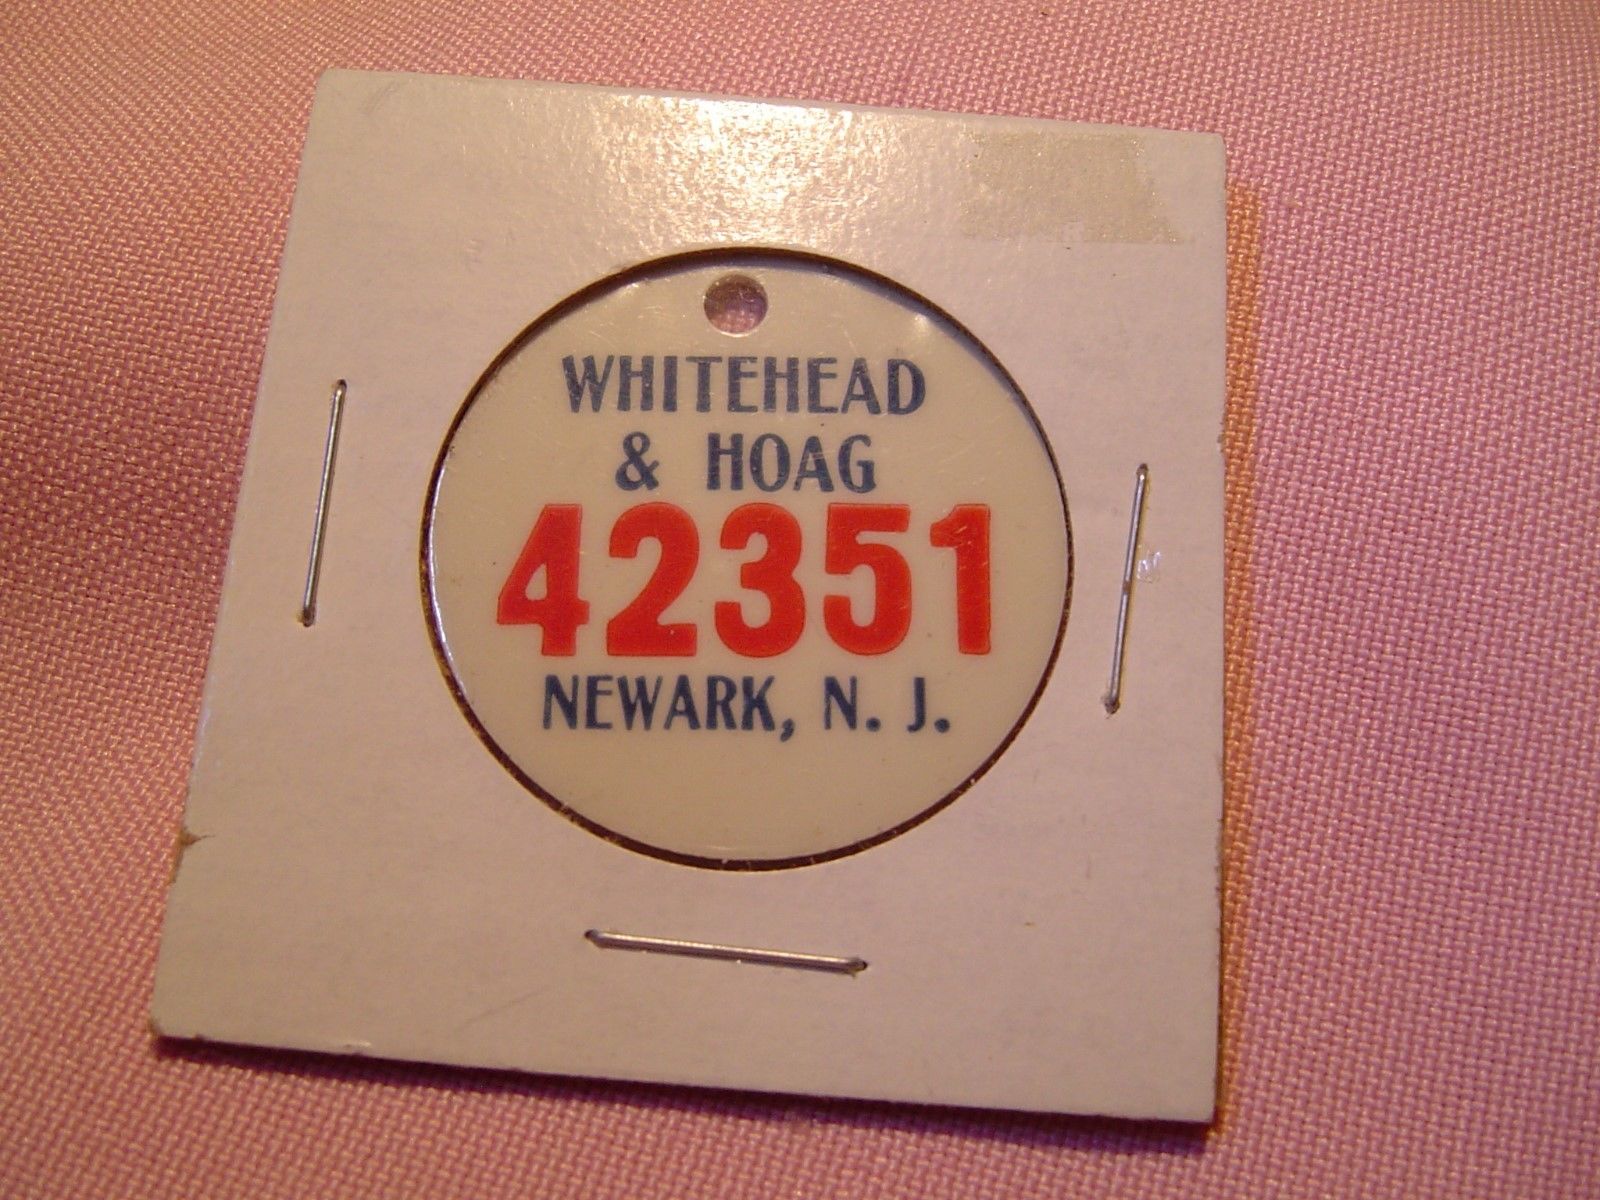 WHITEHEAD
& HOAG
42351
NEWARK, N. J.